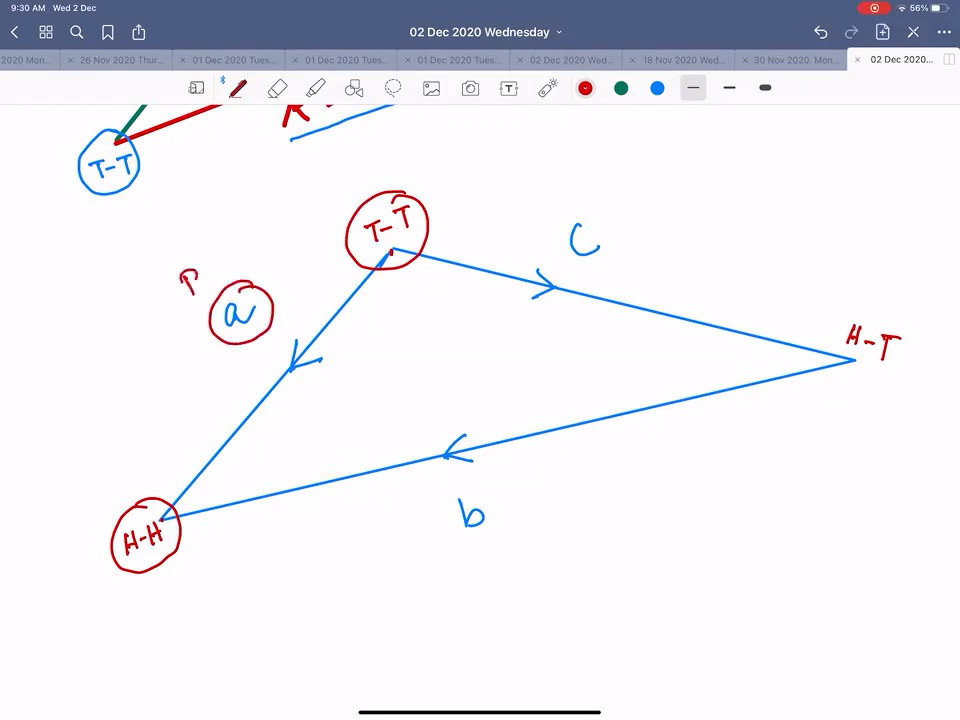 9:30 AM Wed 2 Dec
56%
02 Dec 2020 Wednesday
2020 Mon...
26 Nov 2020 Thur...
01 Dec 2020 Tues...
01 Dec 2020 Tues...
01 Dec 2020 Tues...
02 Dec 2020 Wed...
18 Nov 2020 Wed...
30 Nov 2020. Mon...
02 Dec 2020...
T-T
T-T
C
a
H-T
b
H-H